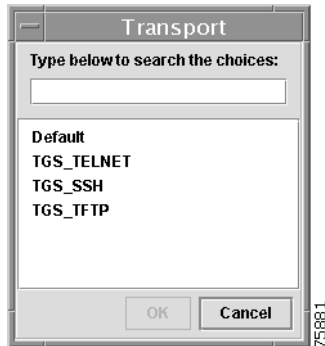 Transport
Type below to search the choices:
Default
TGS_TELNET
TGS_SSH
TGS_TFTP
OK
Cancel
75881